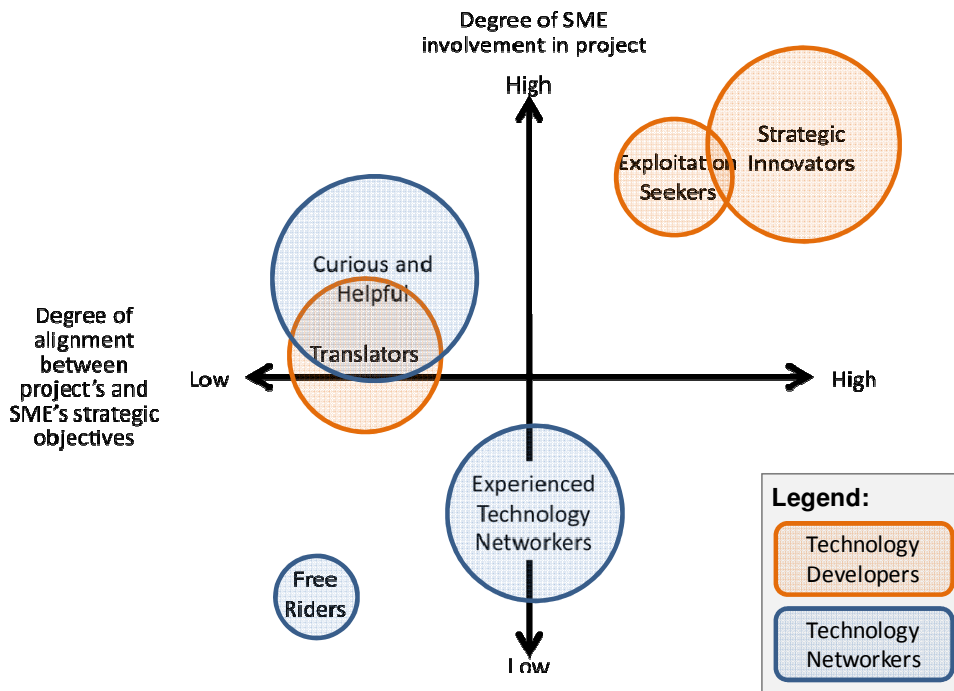 Degree of SME
involvement in project
High
Strategic
Innovators
Exploitation
Seekers
Curious and
Helpful
Translators
Degree of
alignment
between
project's and
SME's strategic
objectives
Low
High
Experienced
Technology
Networkers
Free
Riders
Low
Legend:
Technology
Developers
Technology
Networkers